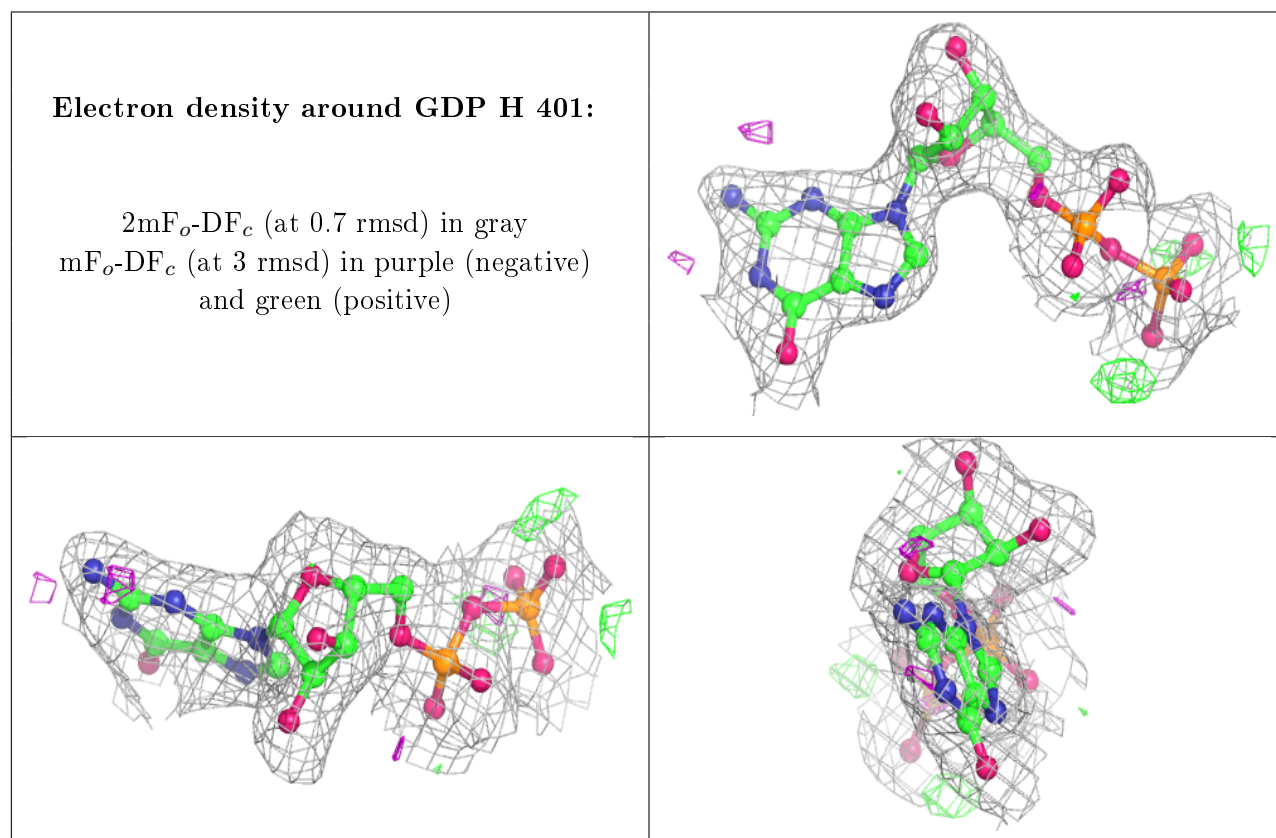 Electron density around GDP H 401:
2mFo-DFc (at 0.7 rmsd) in gray
mFo-DFc (at 3 rmsd) in purple (negative)
and green (positive)